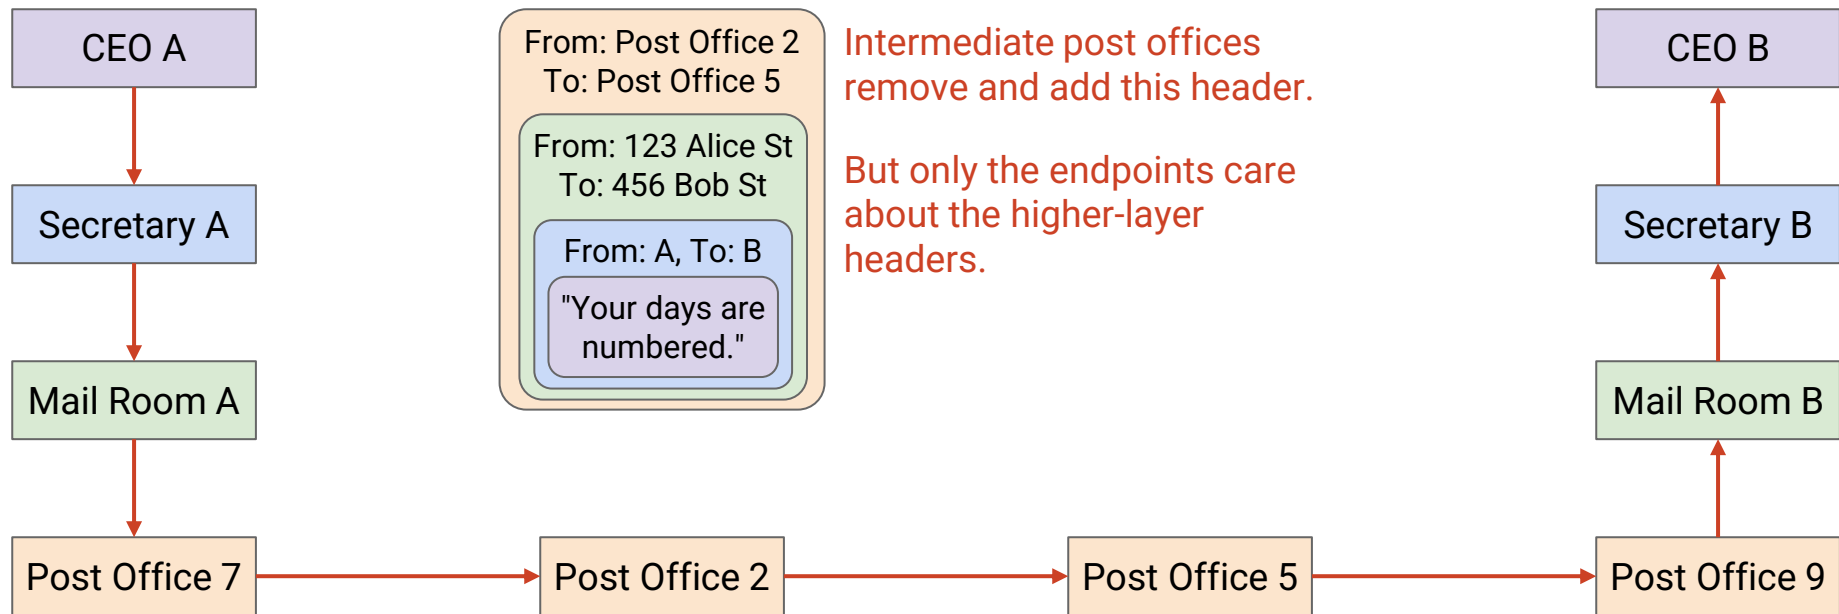 CEO A
Secretary A
Mail Room A
Post Office 7
From: Post Office 2
To: Post Office 5
From: 123 Alice St
To: 456 Bob St
From: A, To: B
"Your days are
numbered."
Intermediate post offices
remove and add this header.
But only the endpoints care
about the higher-layer
headers.
Post Office 2
Post Office 5
CEO B
Secretary B
Mail Room B
Post Office 9